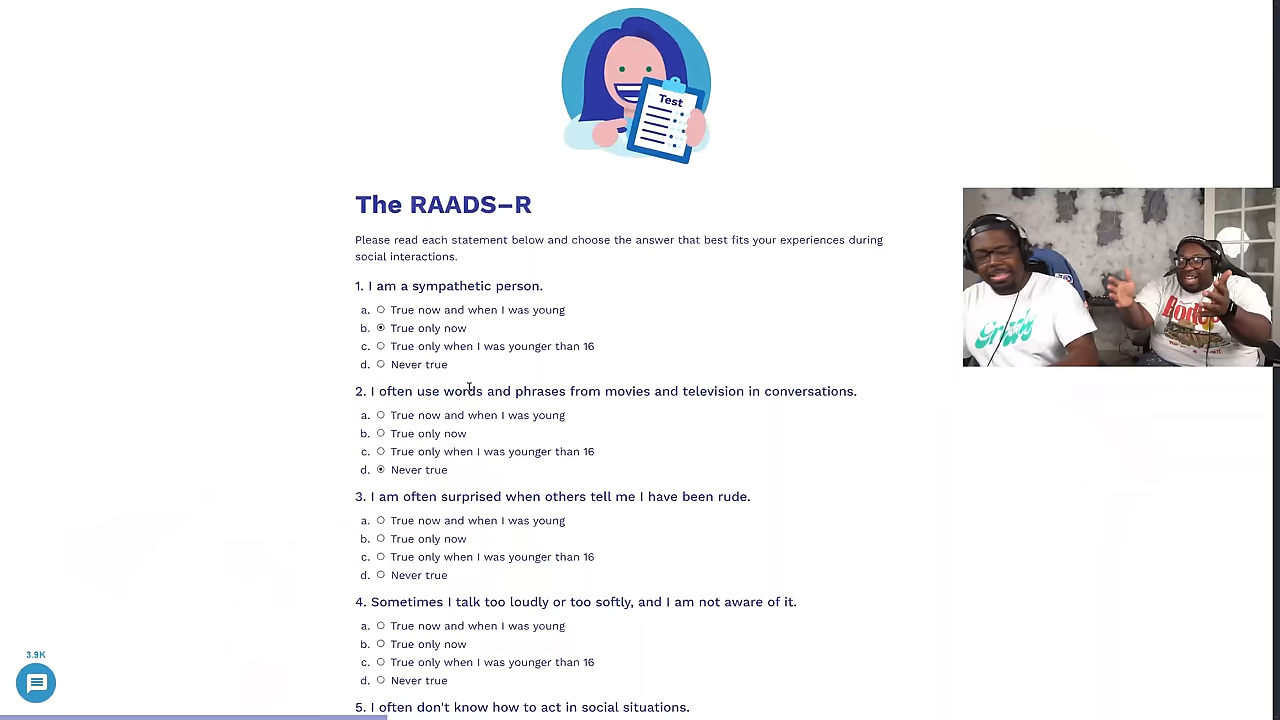 Test
The RAADS–R
Please read each statement below and choose the answer that best fits your experiences during
social interactions.
1. I am a sympathetic person.
a. True now and when I was young
b. True only now
c. True only when I was younger than 16
d. Never true
2. I often use words and phrases from movies and television in conversations.
a. True now and when I was young
b. True only now
c. True only when I was younger than 16
d. Never true
3. I am often surprised when others tell me I have been rude.
a. True now and when I was young
b. True only now
c. True only when I was younger than 16
d. Never true
4. Sometimes I talk too loudly or too softly, and I am not aware of it.
a. True now and when I was young
b. True only now
c. True only when I was younger than 16
d. Never true
5. I often don't know how to act in social situations.
3.9K